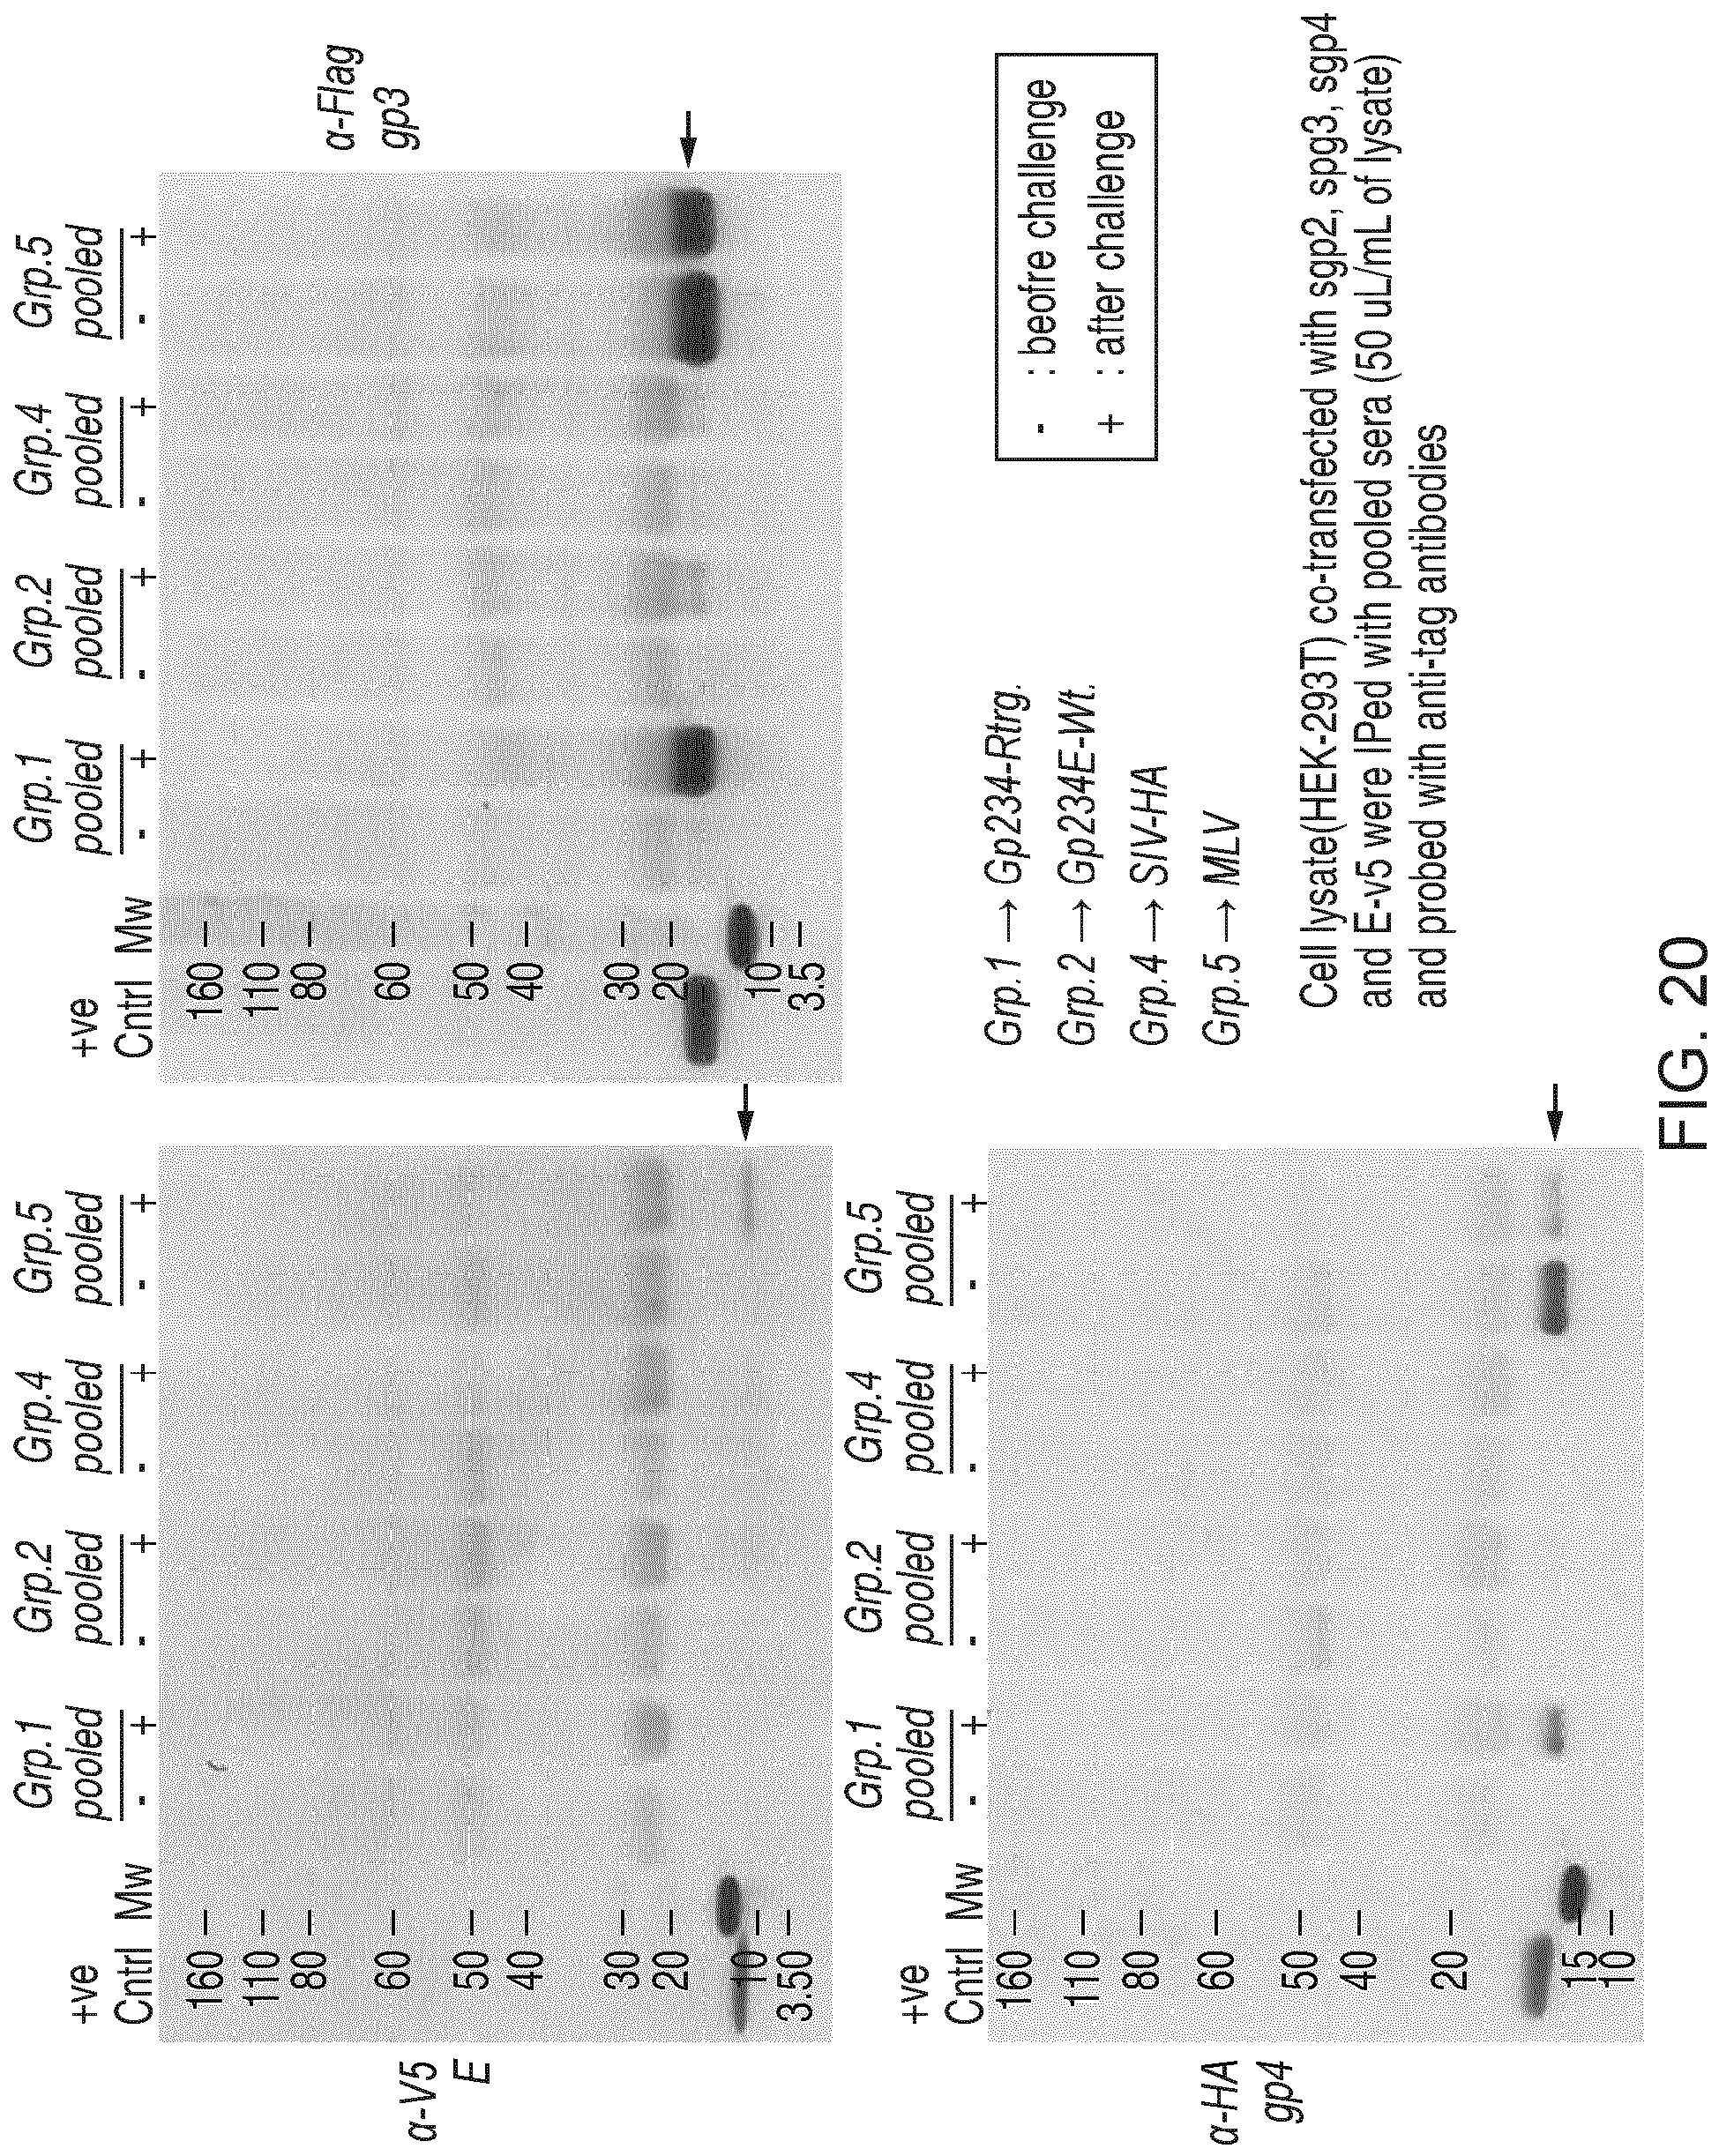 Grp.1 Grp.2 Grp.4 Grp.5
+ve pooled pooled pooled pooled
Cntrl Mw - + - + - + - +
160
110
80
60
50
40
30
20
10
3.50
α-V5
E
Grp.1 Grp.2 Grp.4 Grp.5
+ve pooled pooled pooled pooled
Cntrl Mw - + - + - + - +
160
110
80
60
50
40
30
20
10
3.5
α-Flag
gp3
Grp.1 Grp.2 Grp.4 Grp.5
+ve pooled pooled pooled pooled
Cntrl Mw - + - + - + - +
160
110
80
60
50
40
20
15
10
α-HA
gp4
Grp.1 → Gp234-Rtrg.
Grp.2 → Gp234E-Wt.
Grp.4 → SIV-HA
Grp.5 → MLV
- : beofre challenge
+ : after challenge
Cell lysate(HEK-293T) co-transfected with sgp2, spg3, sgp4
and E-v5 were IPed with pooled sera (50 uL/mL of lysate)
and probed with anti-tag antibodies
FIG. 20